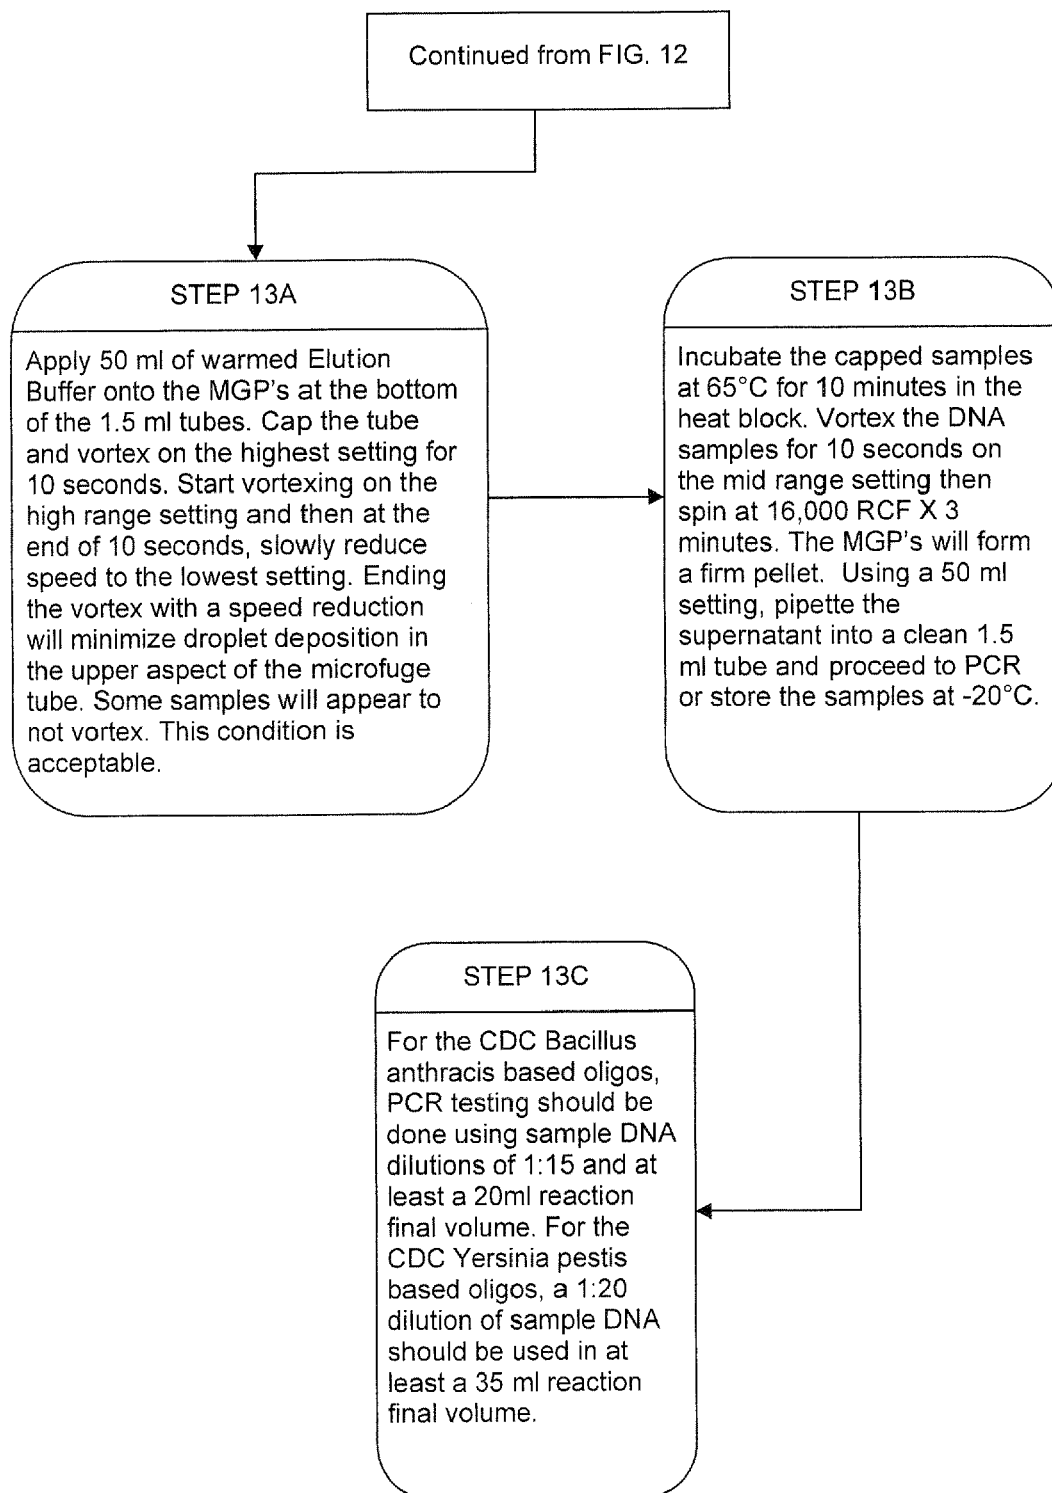 Continued from FIG. 12
STEP 13A
Apply 50 ml of warmed Elution
Buffer onto the MGP's at the bottom
of the 1.5 ml tubes. Cap the tube
and vortex on the highest setting for
10 seconds. Start vortexing on the
high range setting and then at the
end of 10 seconds, slowly reduce
speed to the lowest setting. Ending
the vortex with a speed reduction
will minimize droplet deposition in
the upper aspect of the microfuge
tube. Some samples will appear to
not vortex. This condition is
acceptable.
STEP 13B
Incubate the capped samples
at 65°C for 10 minutes in the
heat block. Vortex the DNA
samples for 10 seconds on
the mid range setting then
spin at 16,000 RCF X 3
minutes. The MGP's will form
a firm pellet. Using a 50 ml
setting, pipette the
supernatant into a clean 1.5
ml tube and proceed to PCR
or store the samples at -20°C.
STEP 13C
For the CDC Bacillus
anthracis based oligos,
PCR testing should be
done using sample DNA
dilutions of 1:15 and at
least a 20ml reaction
final volume. For the
CDC Yersinia pestis
based oligos, a 1:20
dilution of sample DNA
should be used in at
least a 35 ml reaction
final volume.